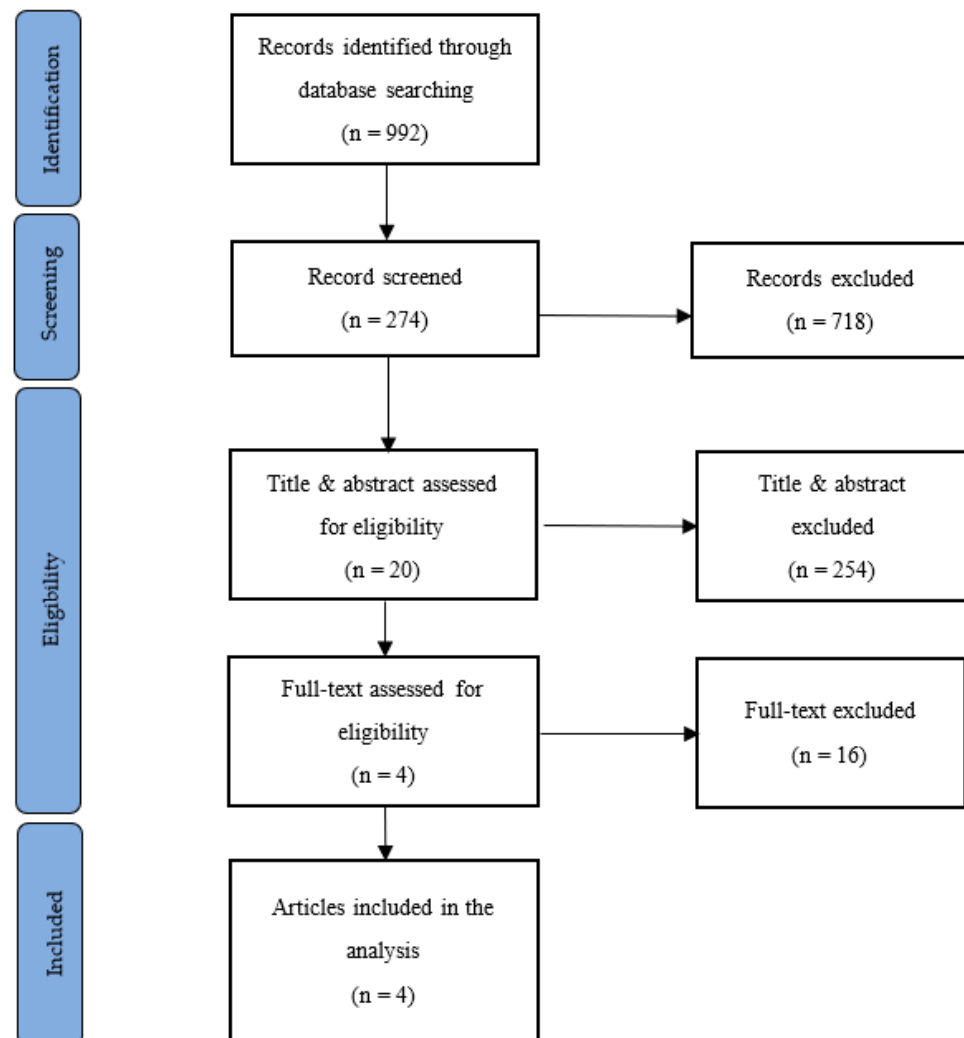 Identification
Records identified through
database searching
(n = 992)
Screening
Record screened
(n = 274)
Records excluded
(n = 718)
Eligibility
Title & abstract assessed
for eligibility
(n = 20)
Title & abstract
excluded
(n = 254)
Full-text assessed for
eligibility
(n = 4)
Full-text excluded
(n = 16)
Included
Articles included in the
analysis
(n = 4)